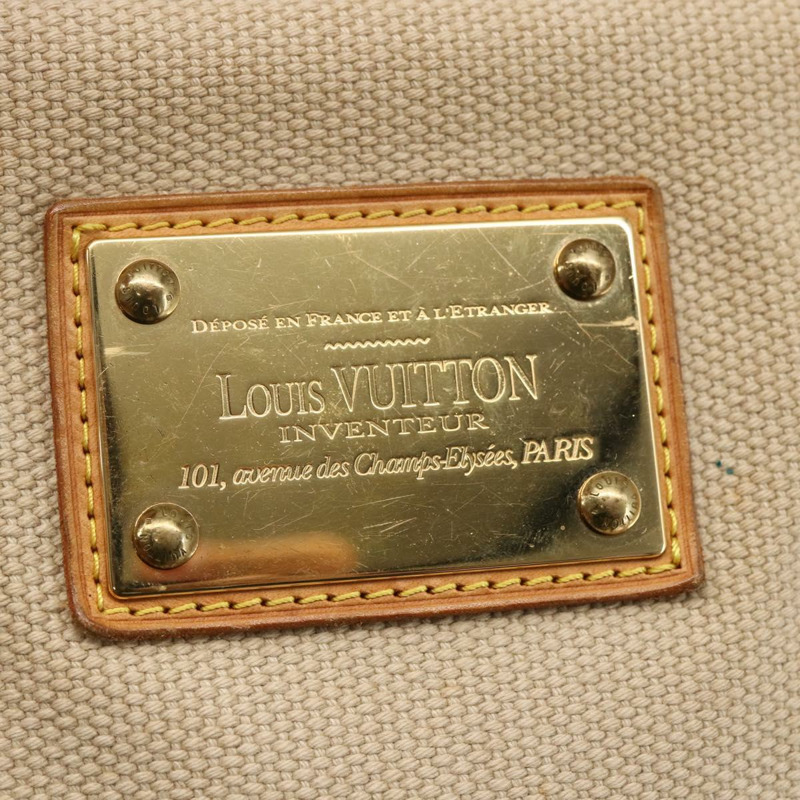 DÉPOSÉ EN FRANCE ET À L'ETRANGER
LOUIS VUITTON
INVENTEUR
101, avenue des Champs-Elysées, PARIS